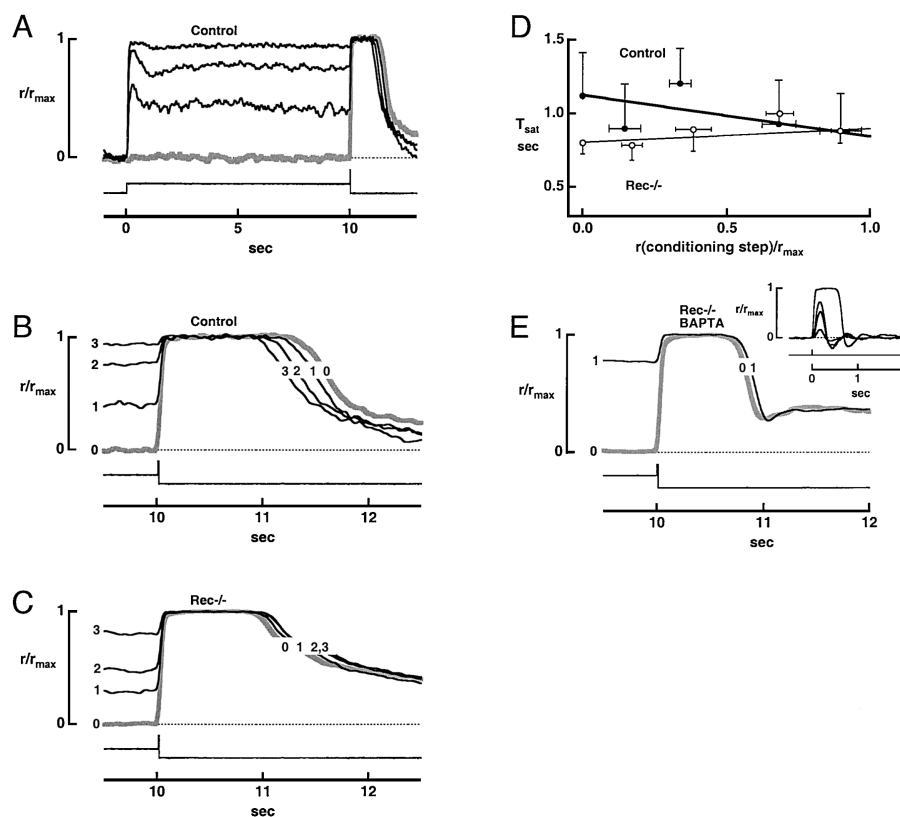 A
Control
1
r/rmax
0
0
5
10
sec
B
Control
1
r/rmax
0
3
2
1
0
3 2 1 0
10
11
12
sec
C
Rec-/-
1
r/rmax
0
3
2
1
0
0 1 2,3
10
11
12
sec
D
1.5
Control
Tsat
1.0
sec
0.5
Rec-/-
0.0
0.5
1.0
r(conditioning step)/rmax
E
Rec-/-
BAPTA
1
r/rmax
0
1
0
0 1
10
11
12
sec
1
r/rmax
0
0
1
sec